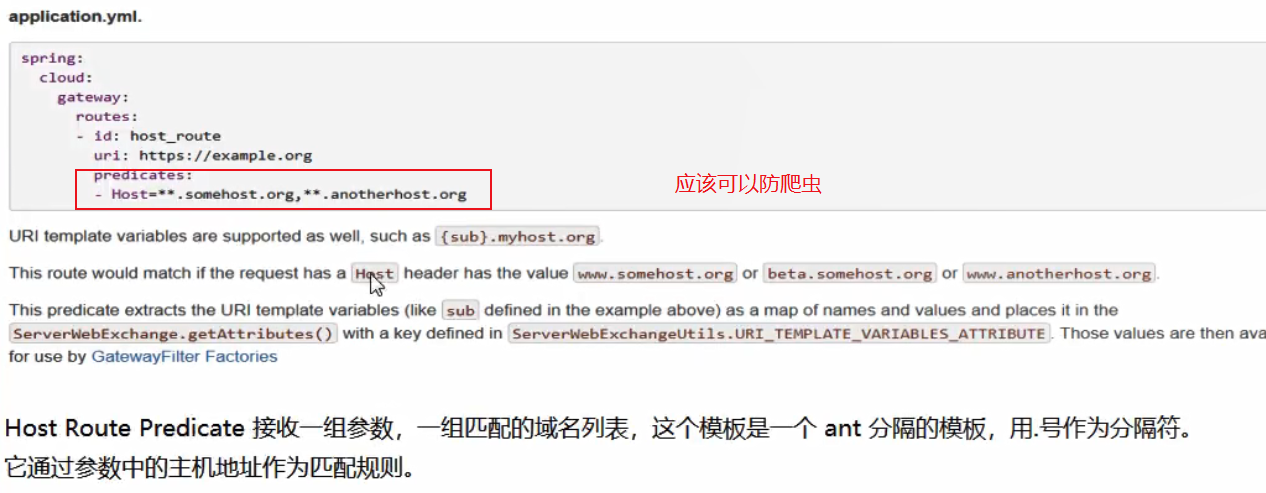 application.yml.
spring:
cloud:
gateway:
routes:
- id: host_route
uri: https://example.org
predicates:
- Host=**.somehost.org,**.anotherhost.org
应该可以防爬虫
URI template variables are supported as well, such as {sub}.myhost.org.
This route would match if the request has a Host header has the value www.somehost.org or beta.somehost.org or www.anotherhost.org.
This predicate extracts the URI template variables (like sub defined in the example above) as a map of names and values and places it in the
ServerWebExchange.getAttributes() with a key defined in ServerWebExchangeUtils.URI_TEMPLATE_VARIABLES_ATTRIBUTE. Those values are then ava
for use by GatewayFilter Factories
Host Route Predicate 接收一组参数，一组匹配的域名列表，这个模板是一个 ant 分隔的模板，用.号作为分隔符。
它通过参数中的主机地址作为匹配规则。